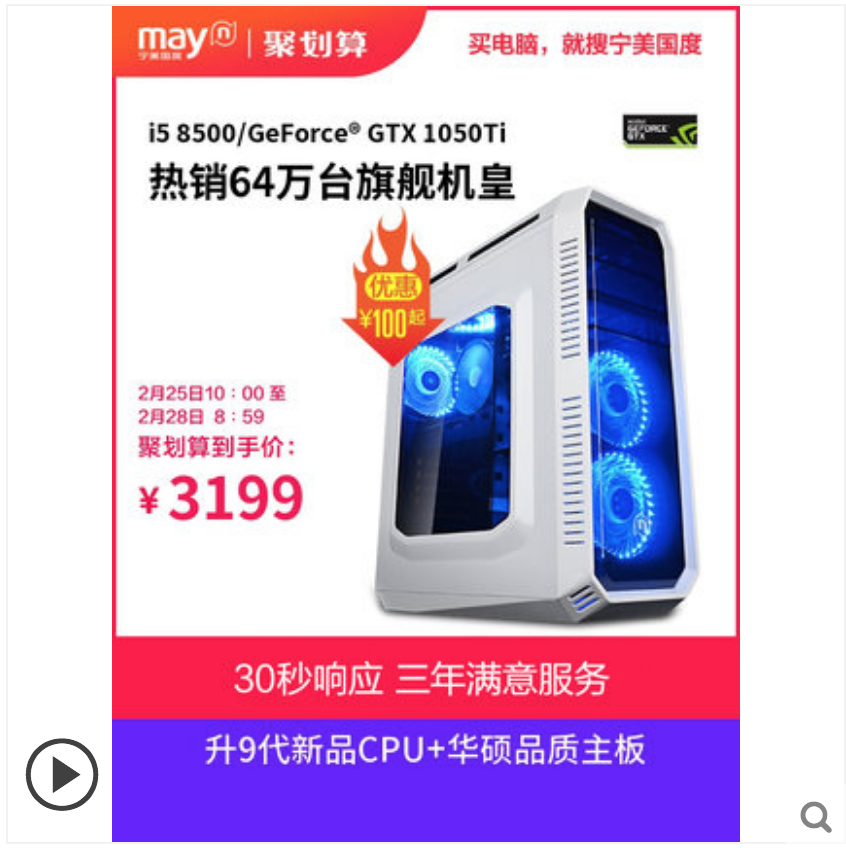 mayn
宁美国度
聚划算
买电脑，就搜宁美国度
i5 8500/GeForce® GTX 1050Ti
GEFORCE
GTX
热销64万台旗舰机皇
优惠
¥100起
2月25日10：00 至
2月28日 8：59
聚划算到手价：
¥ 3199
30秒响应 三年满意服务
升9代新品CPU+华硕品质主板